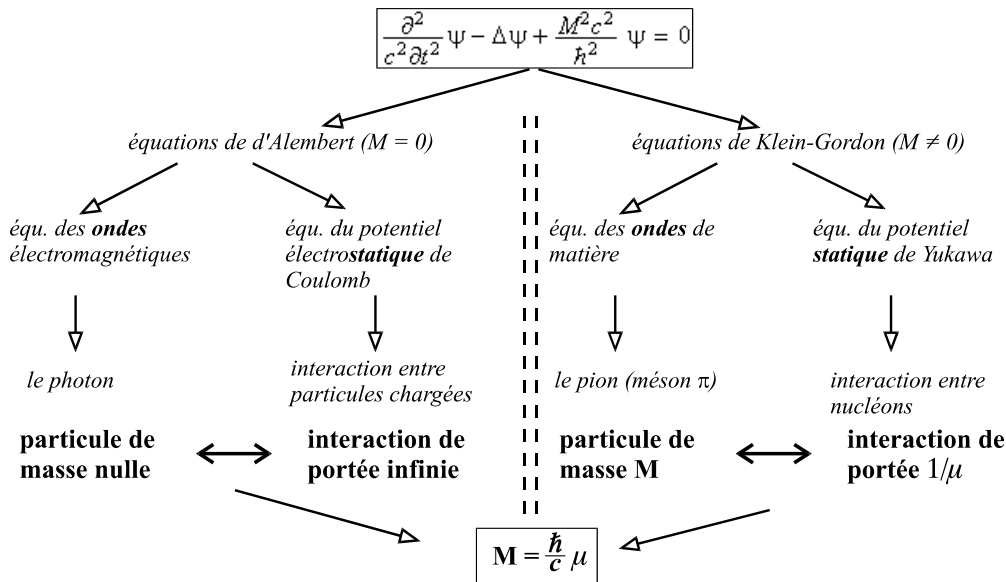 ∂²/c²∂t² Ψ − ΔΨ + M²c²/ħ² Ψ = 0
équations de d'Alembert (M = 0)
équations de Klein-Gordon (M ≠ 0)
équ. des ondes
électromagnétiques
équ. du potentiel
électrostatique de
Coulomb
équ. des ondes de
matière
équ. du potentiel
statique de Yukawa
le photon
interaction entre
particules chargées
le pion (méson π)
interaction entre
nucléons
particule de
masse nulle
interaction de
portée infinie
particule de
masse M
interaction de
portée 1/μ
M = ħ/c μ